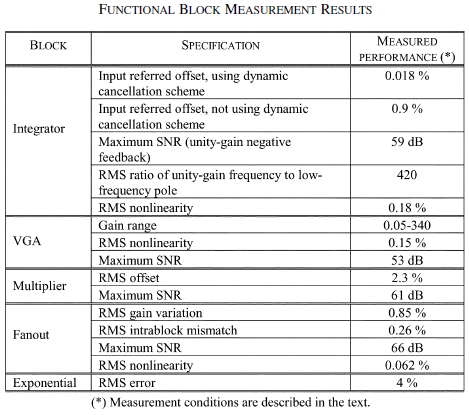 FUNCTIONAL BLOCK MEASUREMENT RESULTS
BLOCK SPECIFICATION MEASURED PERFORMANCE (*)
Integrator
Input referred offset, using dynamic cancellation scheme 0.018 %
Input referred offset, not using dynamic cancellation scheme 0.9 %
Maximum SNR (unity-gain negative feedback) 59 dB
RMS ratio of unity-gain frequency to low-frequency pole 420
RMS nonlinearity 0.18 %
VGA
Gain range 0.05-340
RMS nonlinearity 0.15 %
Maximum SNR 53 dB
Multiplier
RMS offset 2.3 %
Maximum SNR 61 dB
Fanout
RMS gain variation 0.85 %
RMS intrablock mismatch 0.26 %
Maximum SNR 66 dB
RMS nonlinearity 0.062 %
Exponential RMS error 4 %
(*) Measurement conditions are described in the text.